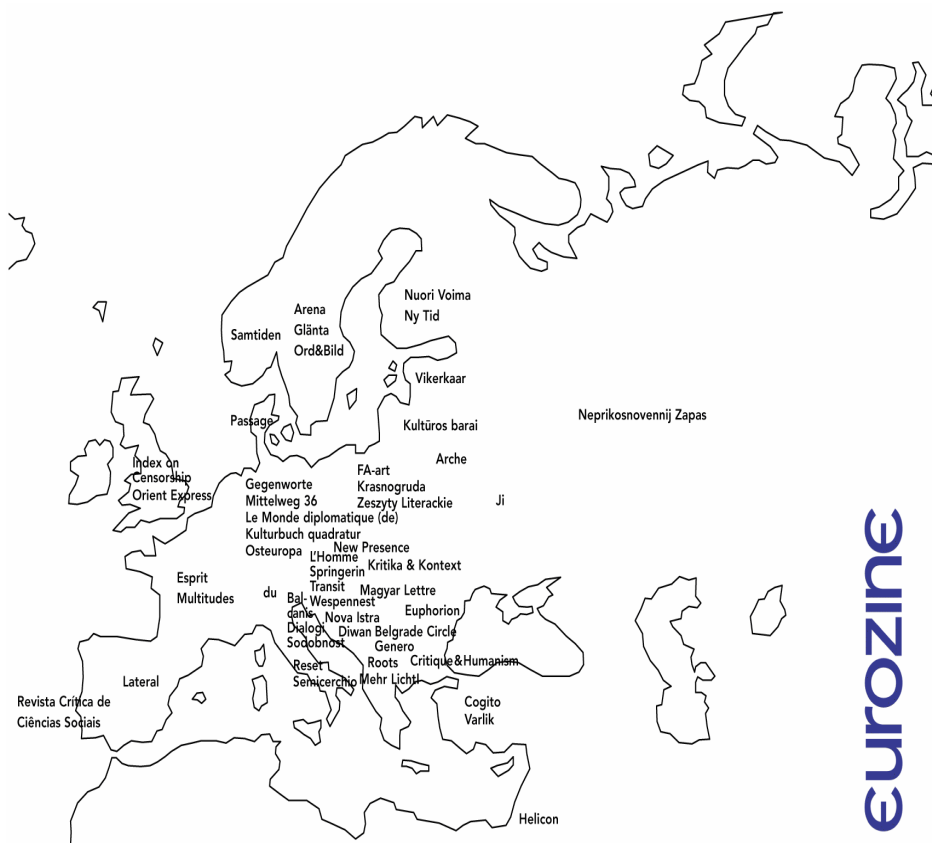 Nuori Voima
Ny Tid
Arena
Glänta
Ord&Bild
Samtiden
Vikerkaar
Passage
Kultūros barai
Neprikosnovennij Zapas
Arche
Index on
Censorship
Orient Express
FA-art
Krasnogruda
Zeszyty Literackie
Ji
Gegenworte
Mittelweg 36
Le Monde diplomatique (de)
Kulturbuch quadratur
Osteuropa
New Presence
L'Homme
Springerin
Transit
Wespennest
Kritika & Kontext
Esprit
Multitudes
du
Magyar Lettre
Bal-
canis
Dialogi
Sodobnost
Nova Istra
Euphorion
Diwan Belgrade Circle
Genero
Roots
Critique&Humanism
Reset
Semicerchio
Mehr Lichtl
Lateral
Revista Crítica de
Ciências Sociais
Cogito
Varlik
Helicon
eurozine